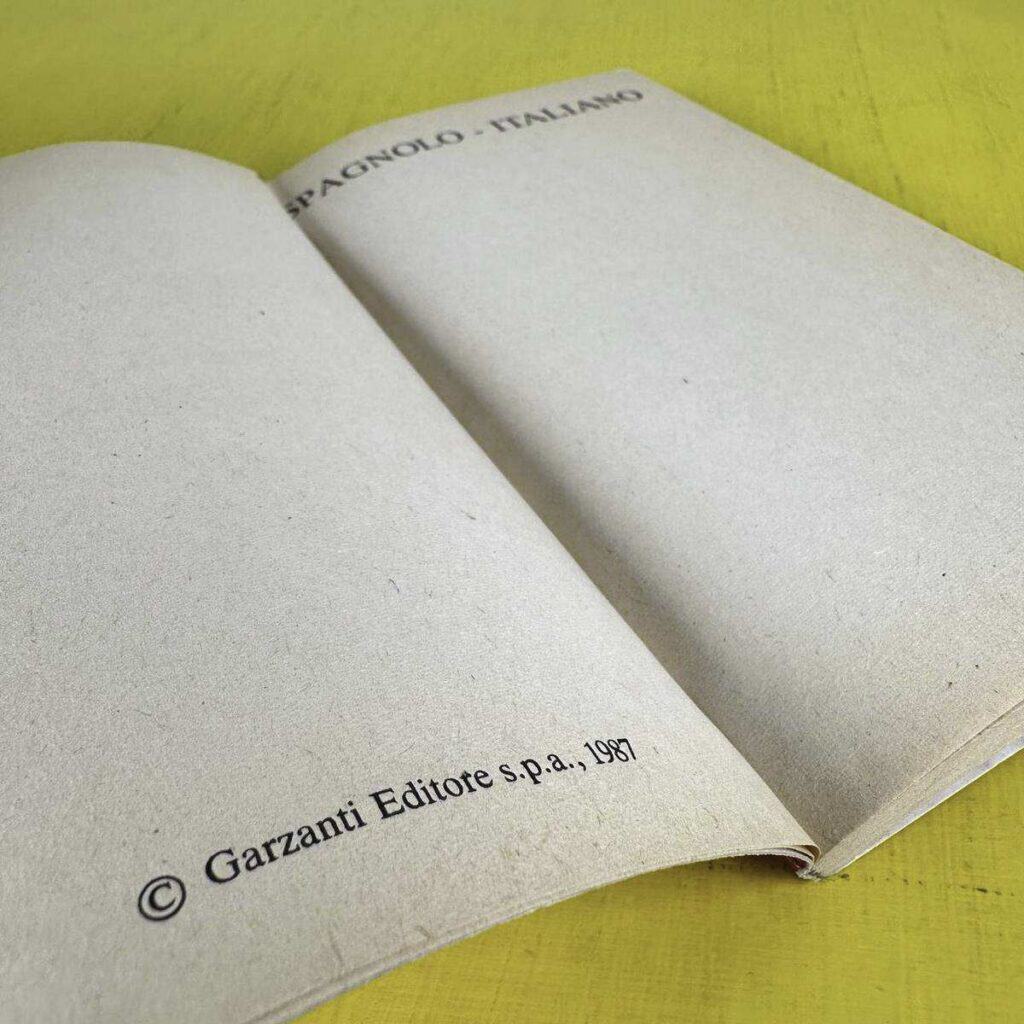 © Garzanti Editore s.p.a., 1987
SPAGNOLO - ITALIANO